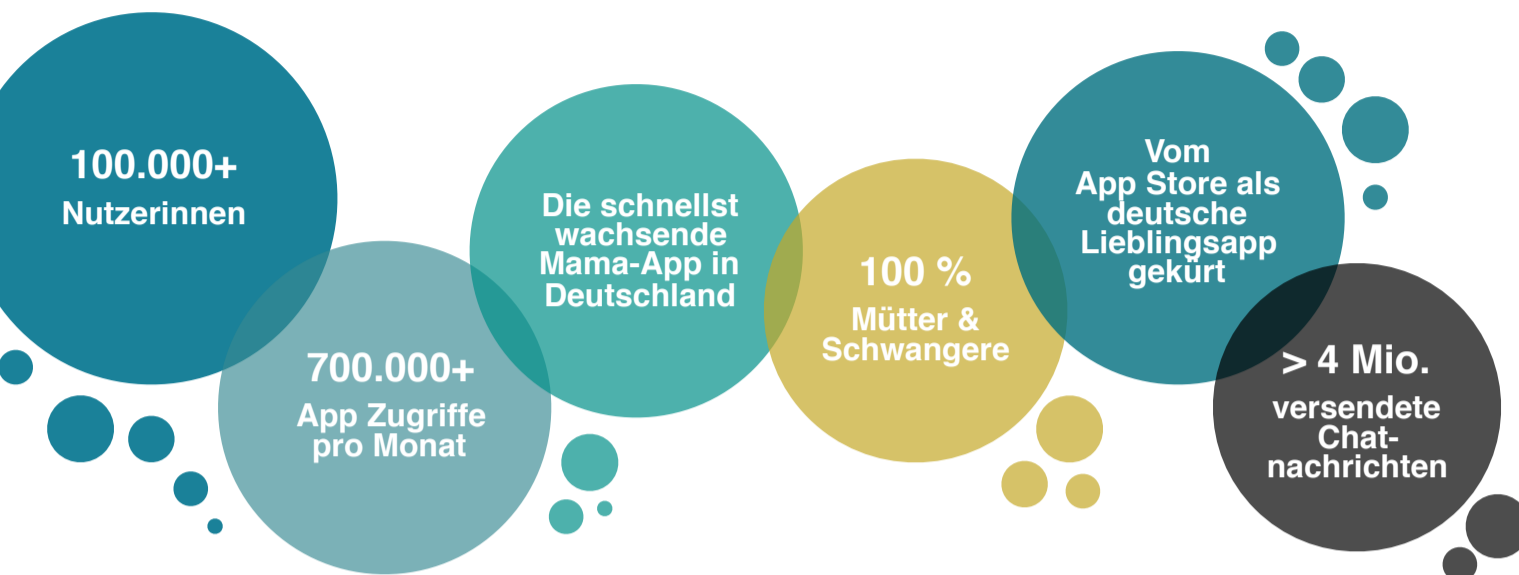 100.000+
Nutzerinnen
700.000+
App Zugriffe
pro Monat
Die schnellst
wachsende
Mama-App in
Deutschland
100 %
Mütter &
Schwangere
Vom
App Store als
deutsche
Lieblingsapp
gekürt
> 4 Mio.
versendete
Chat-
nachrichten